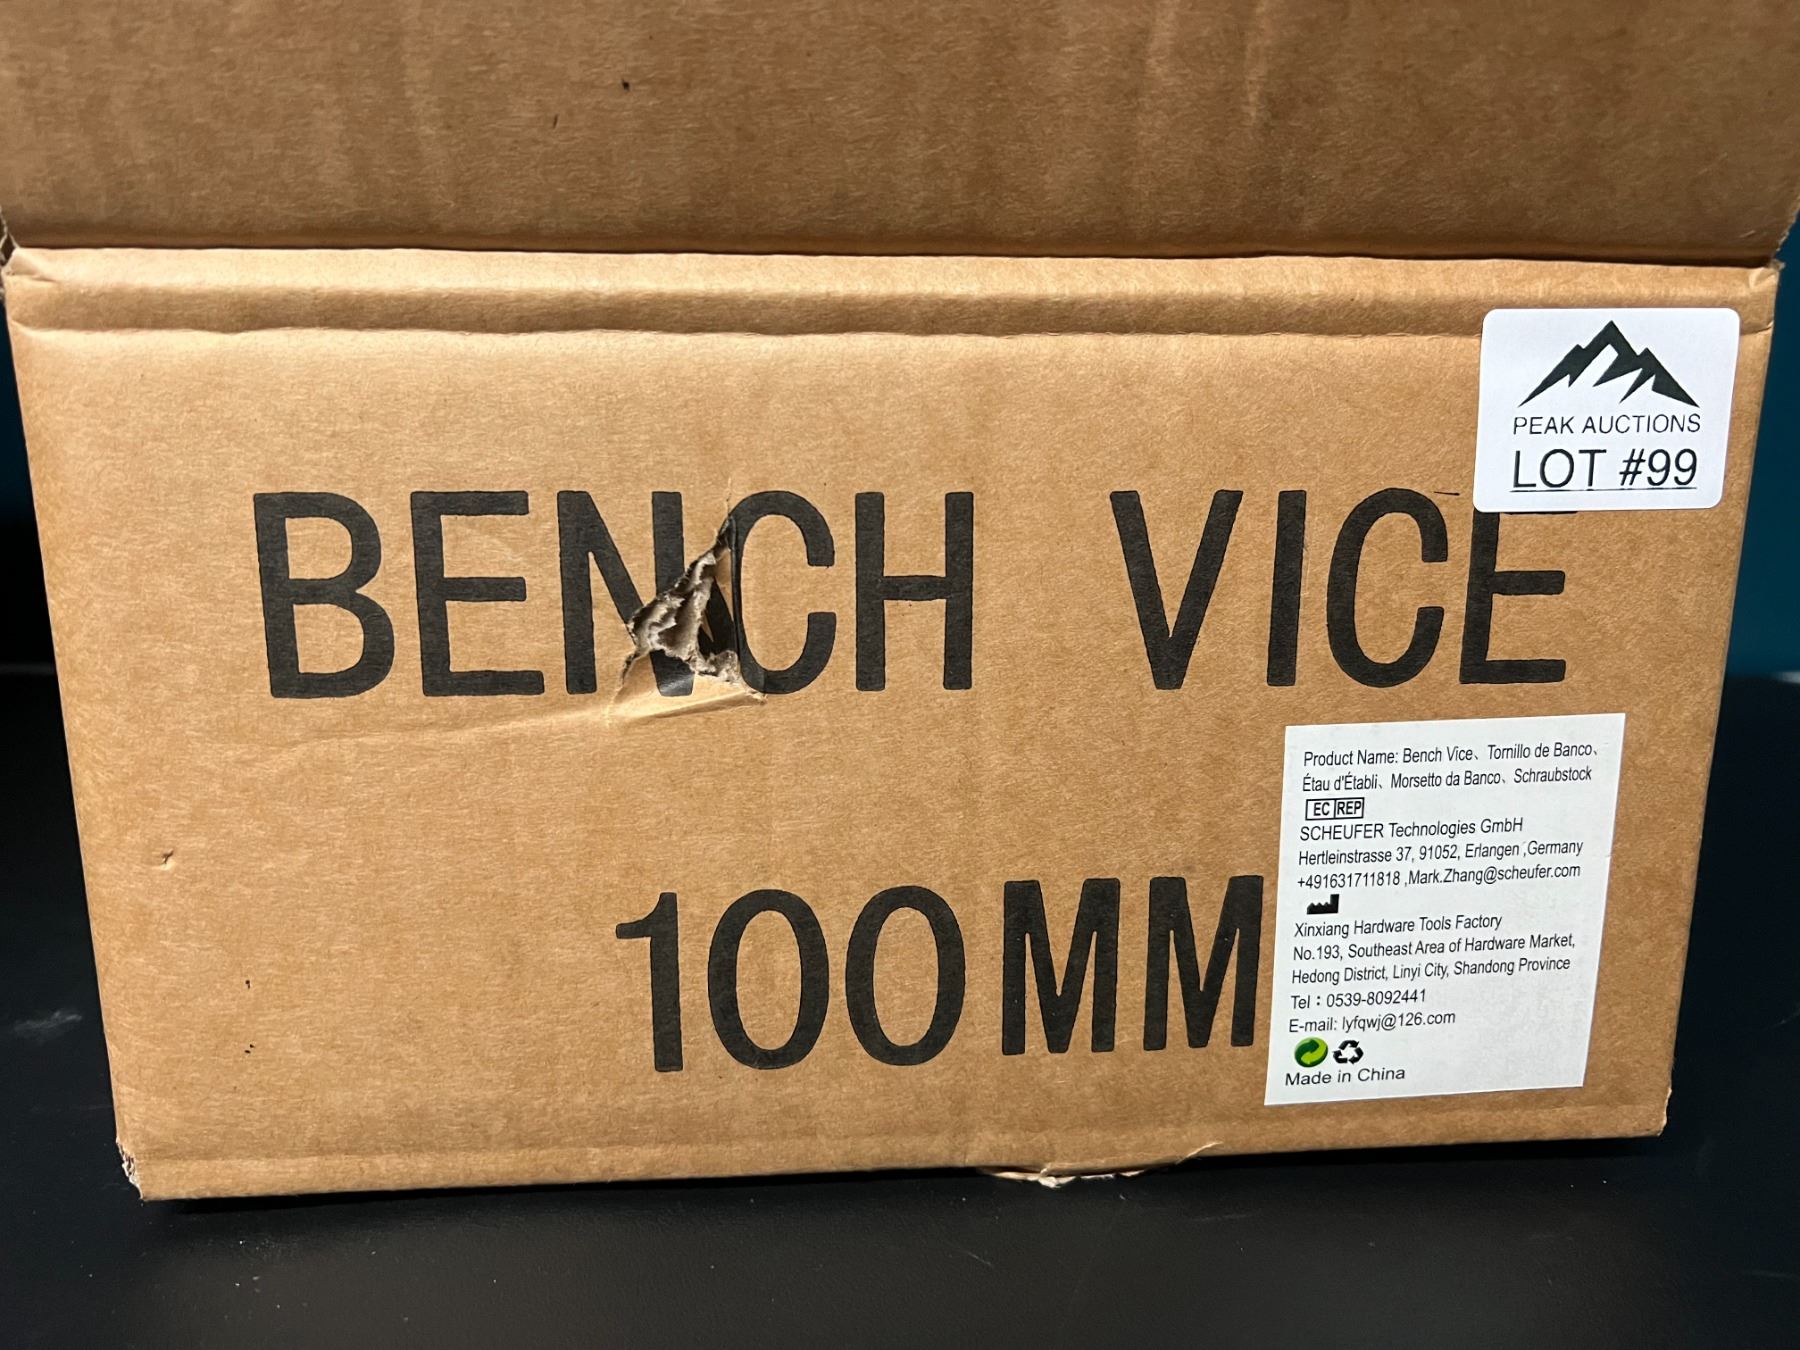 PEAK AUCTIONS
LOT #99
BENCH VICE
100MM
Product Name: Bench Vice、Tornillo de Banco、
Étau d'Établi、Morsetto da Banco、Schraubstock
EC REP
SCHEUFER Technologies GmbH
Hertleinstrasse 37, 91052, Erlangen ,Germany
+491631711818 ,Mark.Zhang@scheufer.com
Xinxiang Hardware Tools Factory
No.193, Southeast Area of Hardware Market,
Hedong District, Linyi City, Shandong Province
Tel：0539-8092441
E-mail: lyfqwj@126.com
Made in China